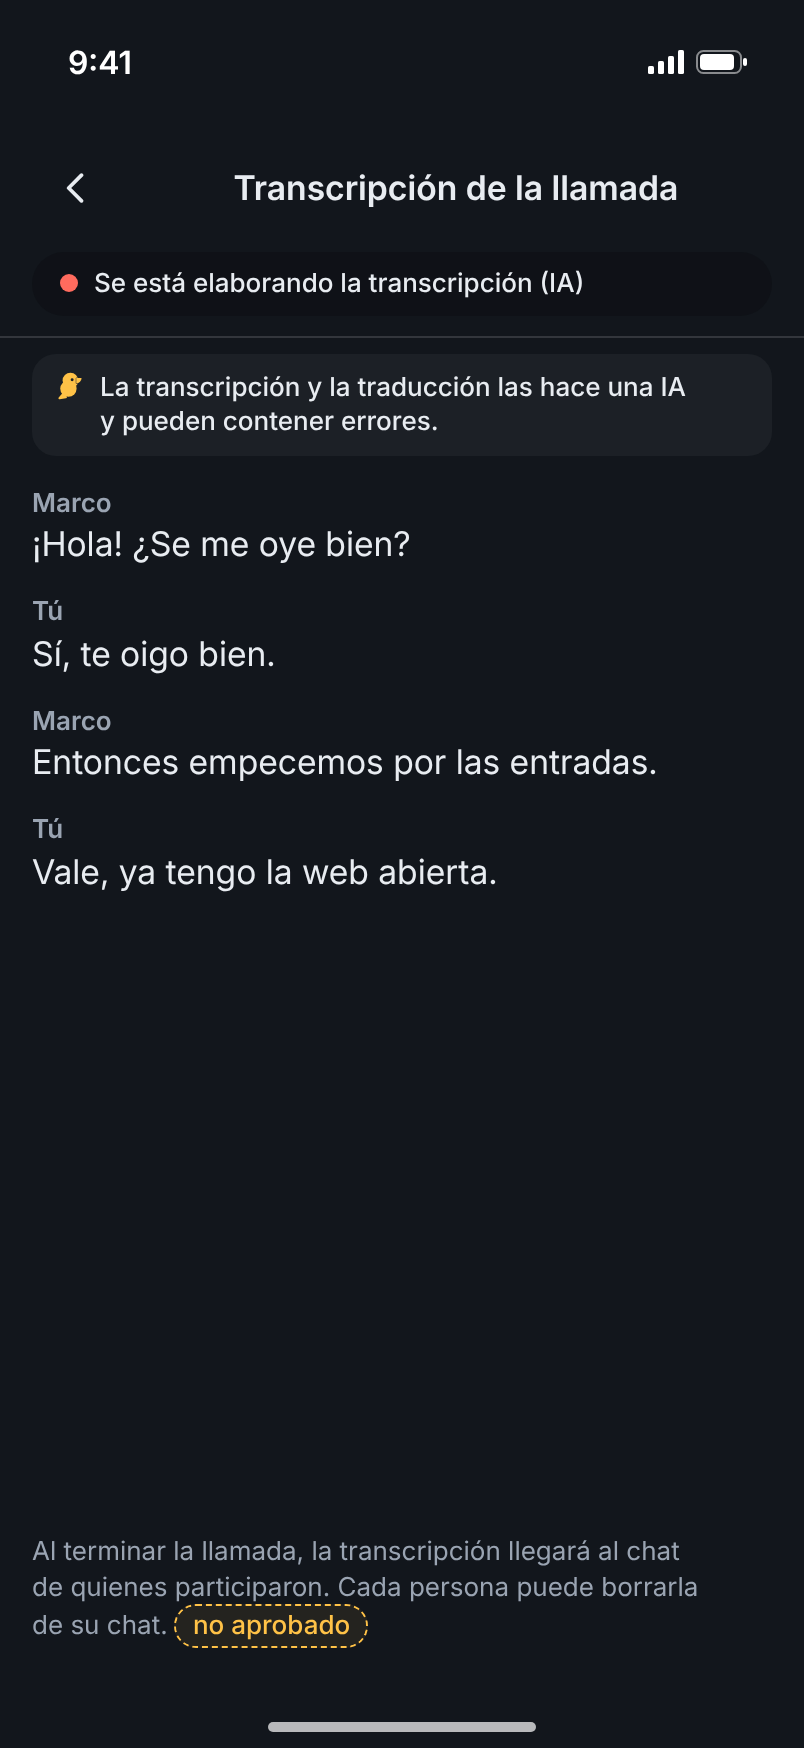 9:41
Transcripción de la llamada
Se está elaborando la transcripción (IA)
La transcripción y la traducción las hace una IA
y pueden contener errores.
Marco
¡Hola! ¿Se me oye bien?
Tú
Sí, te oigo bien.
Marco
Entonces empecemos por las entradas.
Tú
Vale, ya tengo la web abierta.
Al terminar la llamada, la transcripción llegará al chat
de quienes participaron. Cada persona puede borrarla
de su chat. no aprobado